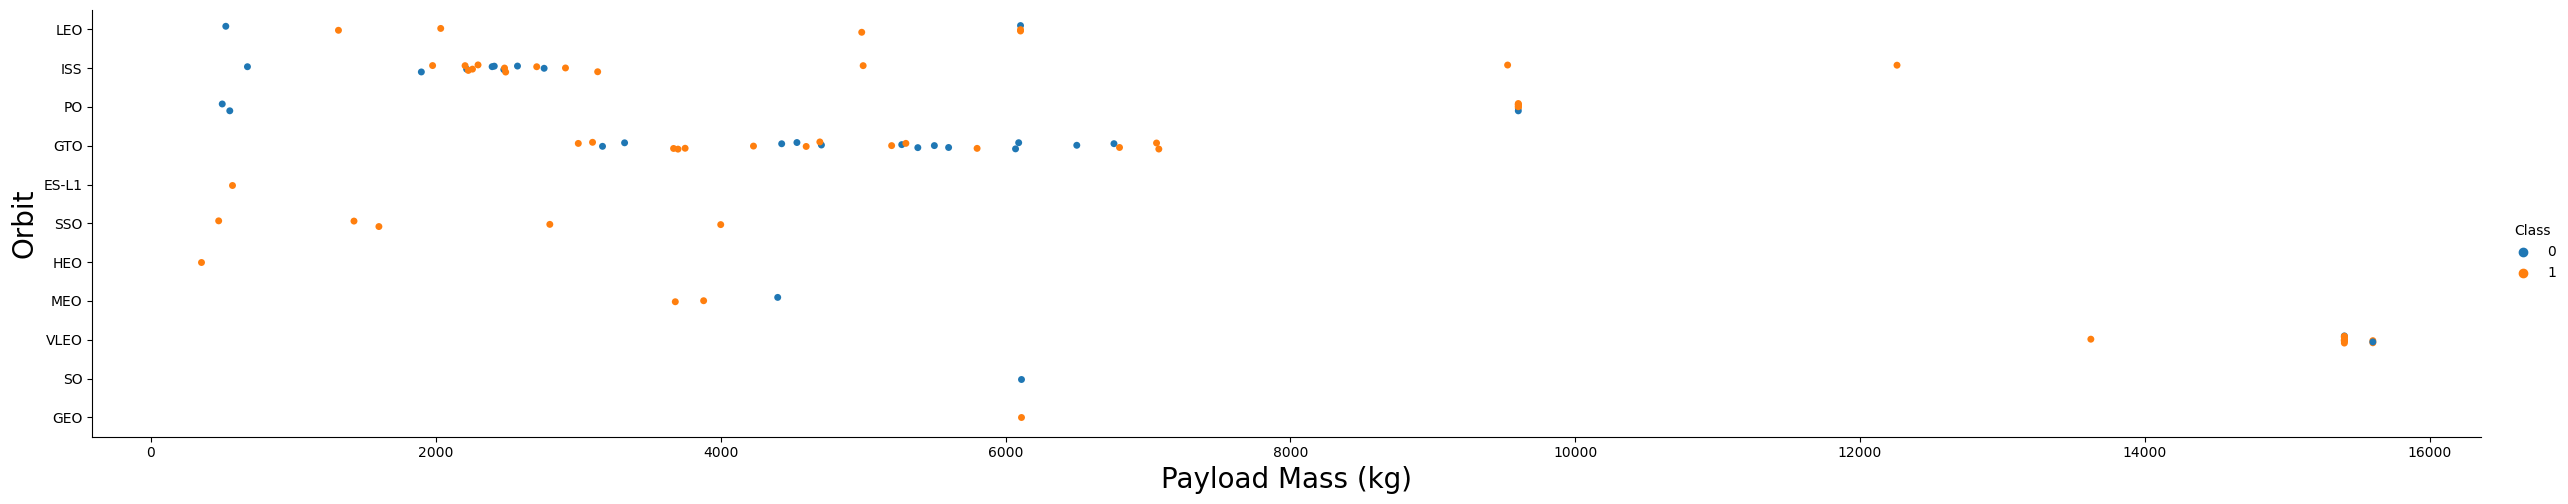 LEO
ISS
PO
GTO
ES-L1
SSO
HEO
MEO
VLEO
SO
GEO
Orbit
0 2000 4000 6000 8000 10000 12000 14000 16000
Payload Mass (kg)
Class
0
1